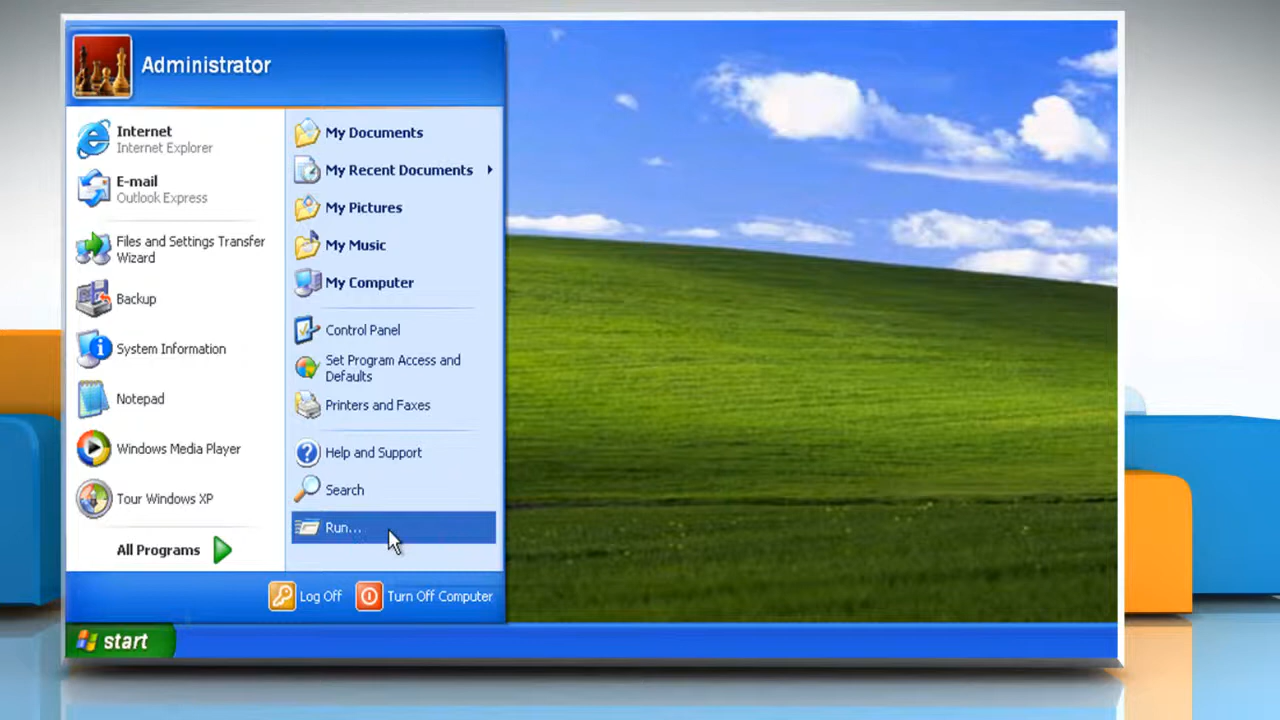 Administrator
Internet
Internet Explorer
E-mail
Outlook Express
Files and Settings Transfer
Wizard
Backup
System Information
Notepad
Windows Media Player
Tour Windows XP
All Programs
My Documents
My Recent Documents
My Pictures
My Music
My Computer
Control Panel
Set Program Access and
Defaults
Printers and Faxes
Help and Support
Search
Run...
Log Off
Turn Off Computer
start